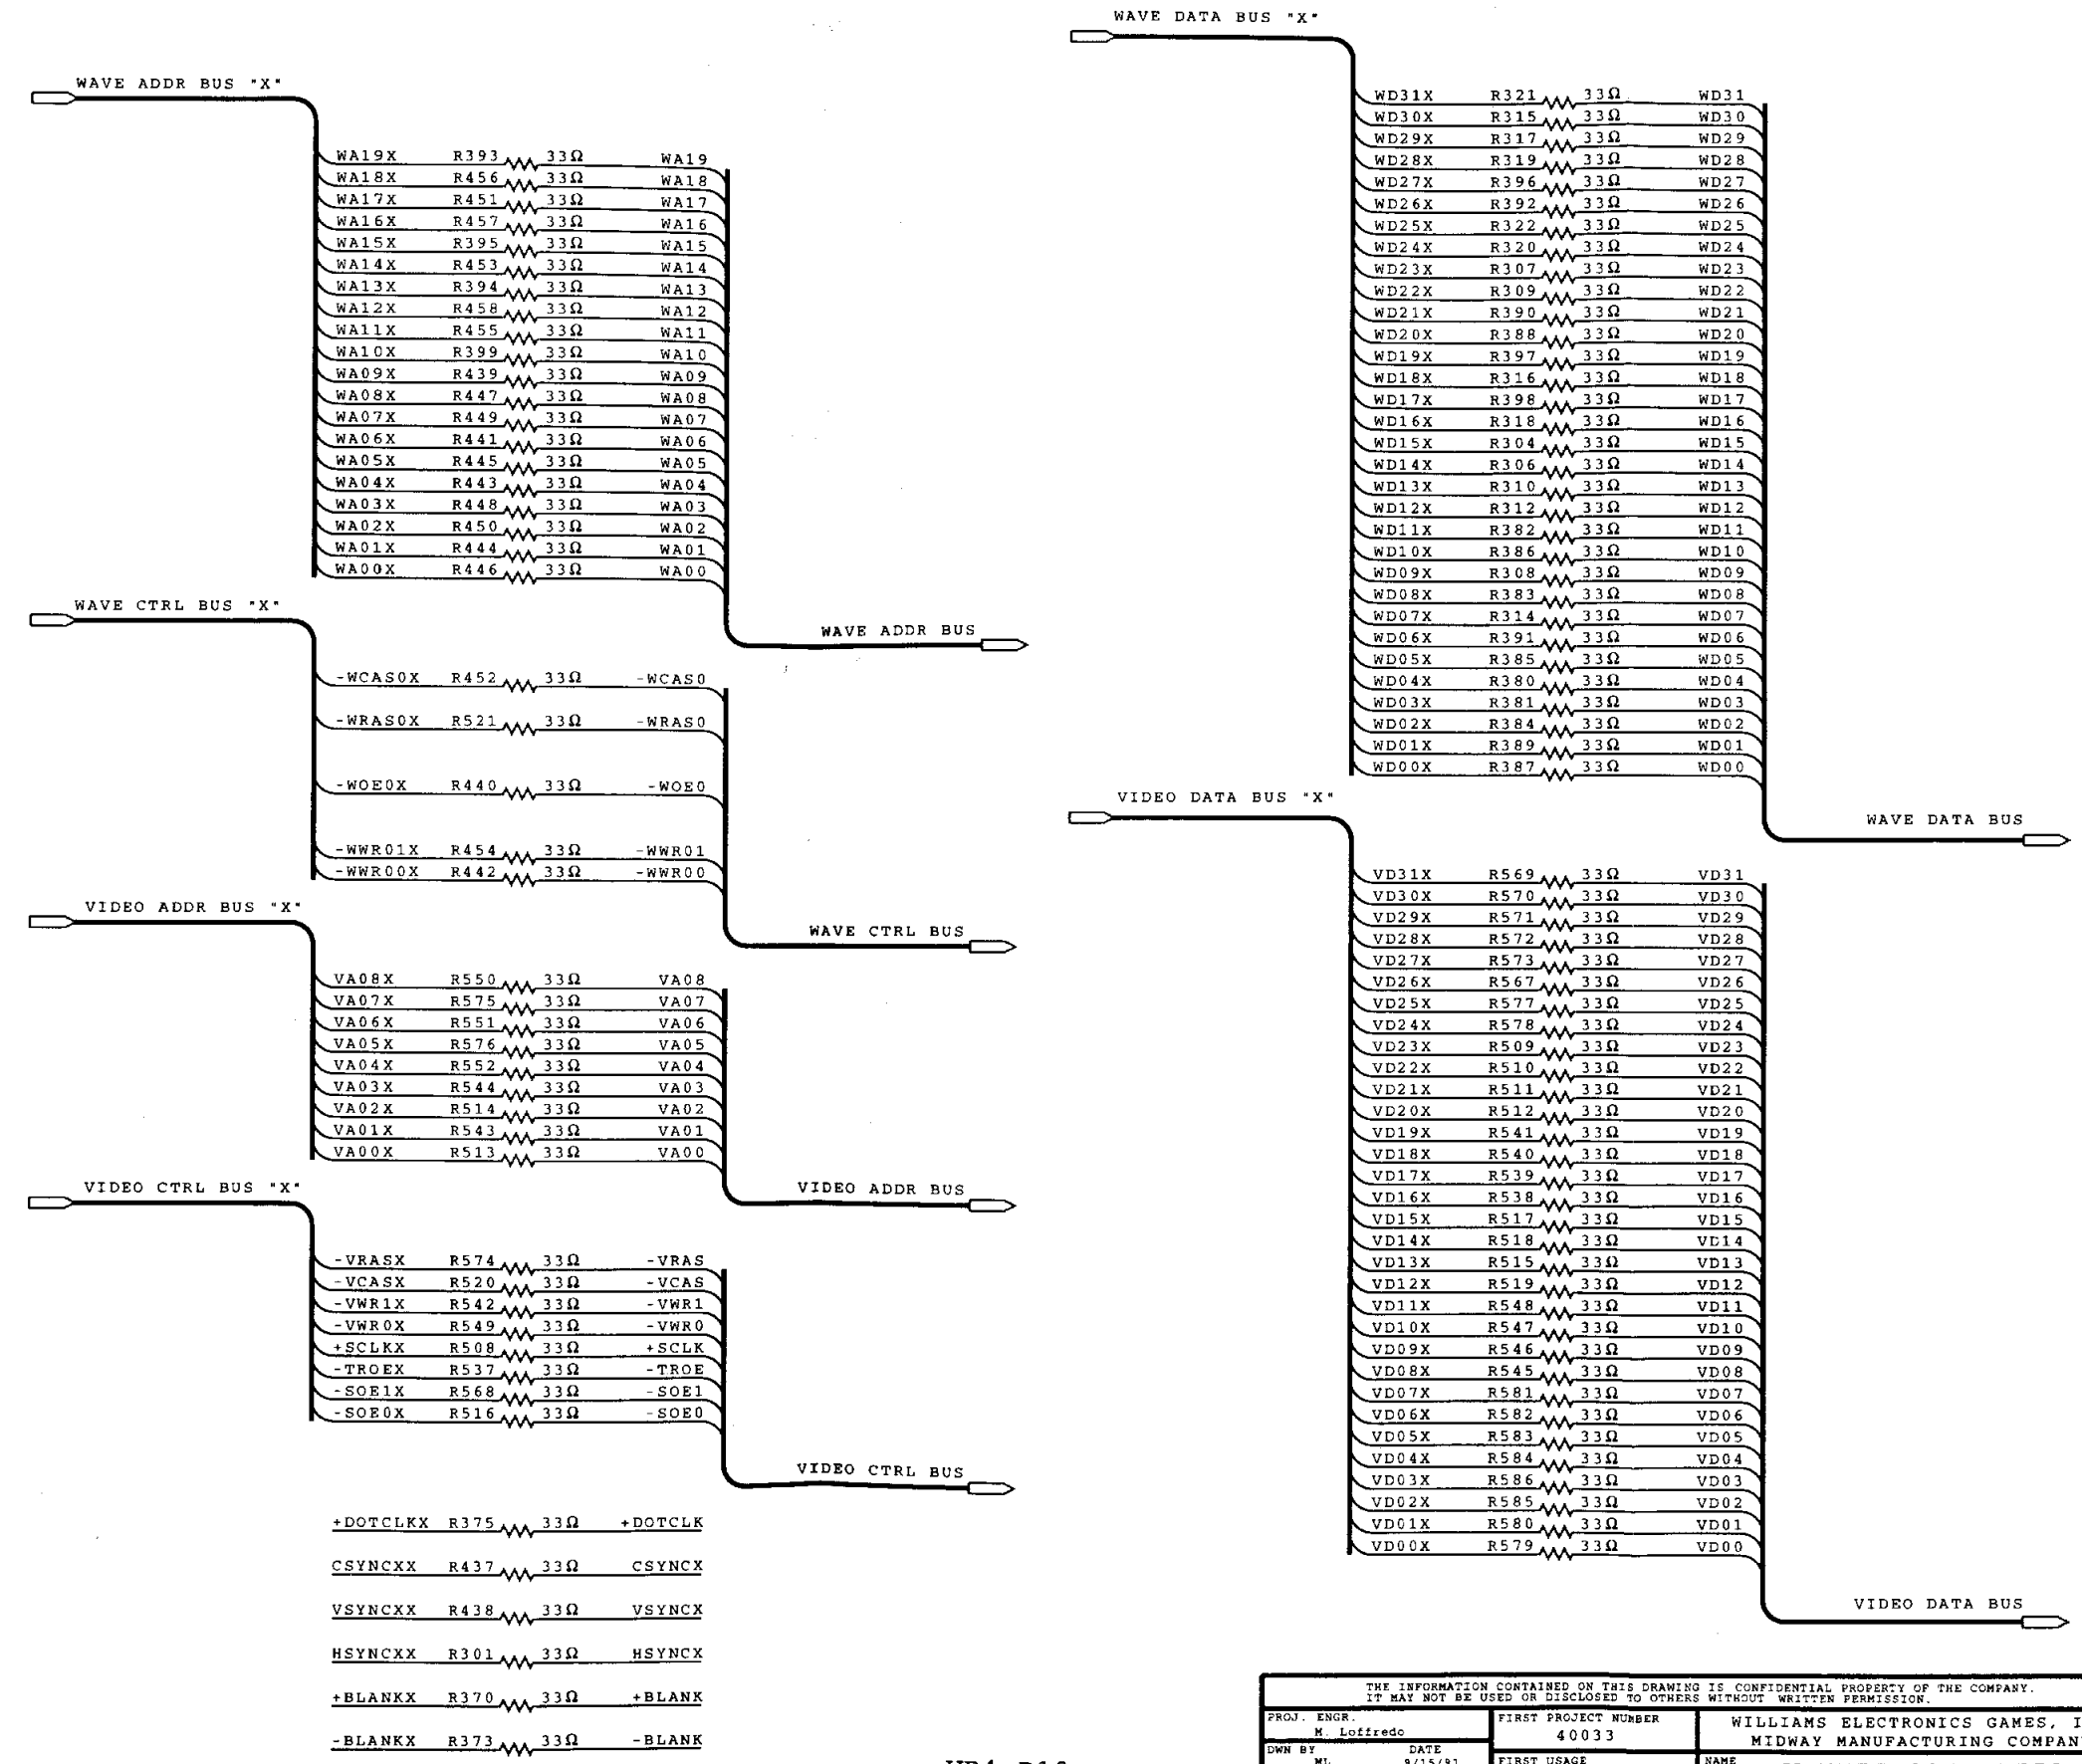 WAVE ADDR BUS "X"
WA19X R393 33Ω WA19
WA18X R456 33Ω WA18
WA17X R451 33Ω WA17
WA16X R457 33Ω WA16
WA15X R395 33Ω WA15
WA14X R453 33Ω WA14
WA13X R394 33Ω WA13
WA12X R458 33Ω WA12
WA11X R455 33Ω WA11
WA10X R399 33Ω WA10
WA09X R439 33Ω WA09
WA08X R447 33Ω WA08
WA07X R449 33Ω WA07
WA06X R441 33Ω WA06
WA05X R445 33Ω WA05
WA04X R443 33Ω WA04
WA03X R448 33Ω WA03
WA02X R450 33Ω WA02
WA01X R444 33Ω WA01
WA00X R446 33Ω WA00
WAVE ADDR BUS
WAVE CTRL BUS "X"
-WCAS0X R452 33Ω -WCAS0
-WRAS0X R521 33Ω -WRAS0
-WOE0X R440 33Ω -WOE0
-WWR01X R454 33Ω -WWR01
-WWR00X R442 33Ω -WWR00
WAVE CTRL BUS
VIDEO ADDR BUS "X"
VA08X R550 33Ω VA08
VA07X R575 33Ω VA07
VA06X R551 33Ω VA06
VA05X R576 33Ω VA05
VA04X R552 33Ω VA04
VA03X R544 33Ω VA03
VA02X R514 33Ω VA02
VA01X R543 33Ω VA01
VA00X R513 33Ω VA00
VIDEO ADDR BUS
VIDEO CTRL BUS "X"
-VRASX R574 33Ω -VRAS
-VCASX R520 33Ω -VCAS
-VWR1X R542 33Ω -VWR1
-VWR0X R549 33Ω -VWR0
+SCLKX R508 33Ω +SCLK
-TROEX R537 33Ω -TROE
-SOE1X R568 33Ω -SOE1
-SOE0X R516 33Ω -SOE0
VIDEO CTRL BUS
+DOTCLKX R375 33Ω +DOTCLK
CSYNCXX R437 33Ω CSYNCX
VSYNCXX R438 33Ω VSYNCX
HSYNCXX R301 33Ω HSYNCX
+BLANKX R370 33Ω +BLANK
-BLANKX R373 33Ω -BLANK
WAVE DATA BUS "X"
WD31X R321 33Ω WD31
WD30X R315 33Ω WD30
WD29X R317 33Ω WD29
WD28X R319 33Ω WD28
WD27X R396 33Ω WD27
WD26X R392 33Ω WD26
WD25X R322 33Ω WD25
WD24X R320 33Ω WD24
WD23X R307 33Ω WD23
WD22X R309 33Ω WD22
WD21X R390 33Ω WD21
WD20X R388 33Ω WD20
WD19X R397 33Ω WD19
WD18X R316 33Ω WD18
WD17X R398 33Ω WD17
WD16X R318 33Ω WD16
WD15X R304 33Ω WD15
WD14X R306 33Ω WD14
WD13X R310 33Ω WD13
WD12X R312 33Ω WD12
WD11X R382 33Ω WD11
WD10X R386 33Ω WD10
WD09X R308 33Ω WD09
WD08X R383 33Ω WD08
WD07X R314 33Ω WD07
WD06X R391 33Ω WD06
WD05X R385 33Ω WD05
WD04X R380 33Ω WD04
WD03X R381 33Ω WD03
WD02X R384 33Ω WD02
WD01X R389 33Ω WD01
WD00X R387 33Ω WD00
WAVE DATA BUS
VIDEO DATA BUS "X"
VD31X R569 33Ω VD31
VD30X R570 33Ω VD30
VD29X R571 33Ω VD29
VD28X R572 33Ω VD28
VD27X R573 33Ω VD27
VD26X R567 33Ω VD26
VD25X R577 33Ω VD25
VD24X R578 33Ω VD24
VD23X R509 33Ω VD23
VD22X R510 33Ω VD22
VD21X R511 33Ω VD21
VD20X R512 33Ω VD20
VD19X R541 33Ω VD19
VD18X R540 33Ω VD18
VD17X R539 33Ω VD17
VD16X R538 33Ω VD16
VD15X R517 33Ω VD15
VD14X R518 33Ω VD14
VD13X R515 33Ω VD13
VD12X R519 33Ω VD12
VD11X R548 33Ω VD11
VD10X R547 33Ω VD10
VD09X R546 33Ω VD09
VD08X R545 33Ω VD08
VD07X R581 33Ω VD07
VD06X R582 33Ω VD06
VD05X R583 33Ω VD05
VD04X R584 33Ω VD04
VD03X R586 33Ω VD03
VD02X R585 33Ω VD02
VD01X R580 33Ω VD01
VD00X R579 33Ω VD00
VIDEO DATA BUS
THE INFORMATION CONTAINED ON THIS DRAWING IS CONFIDENTIAL PROPERTY OF THE COMPANY.
IT MAY NOT BE USED OR DISCLOSED TO OTHERS WITHOUT WRITTEN PERMISSION.
PROJ. ENGR.
M. Loffredo
FIRST PROJECT NUMBER
40033
WILLIAMS ELECTRONICS GAMES, I
MIDWAY MANUFACTURING COMPAN
DWN BY DATE
ML 9/15/91
FIRST USAGE
NAME